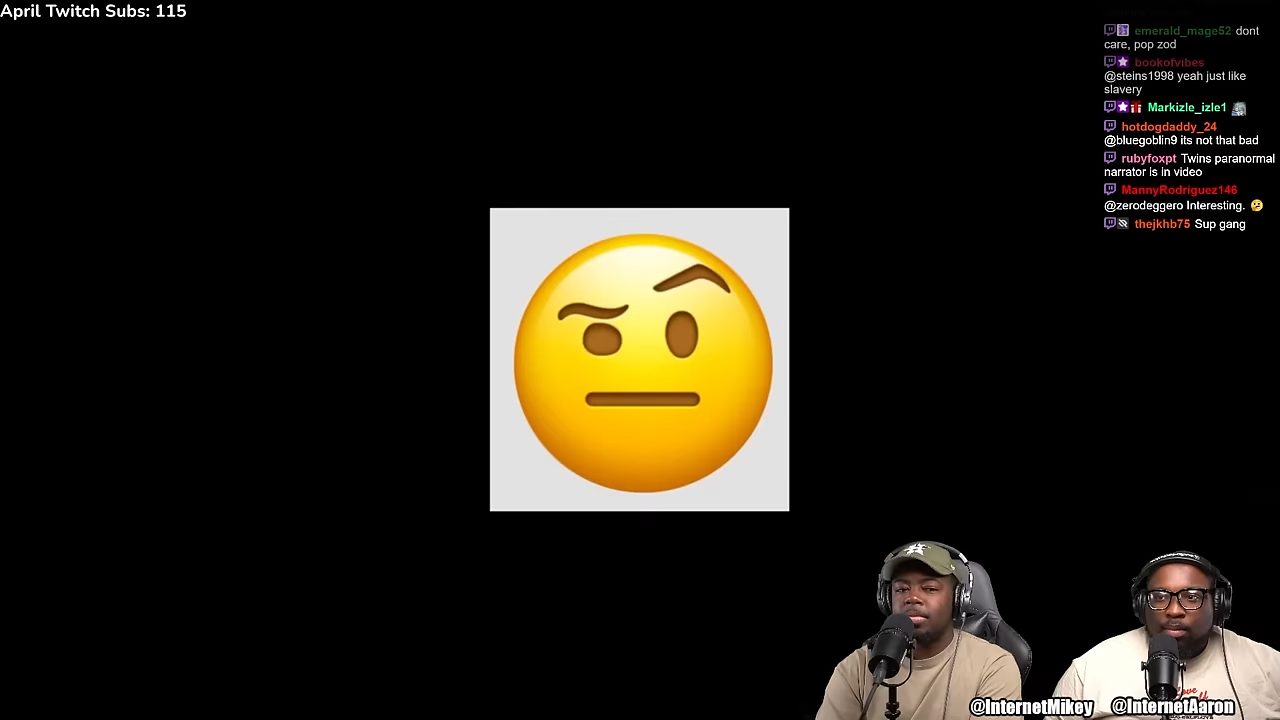 April Twitch Subs: 115
emerald_mage52 dont
care, pop zod
bookofvibes
@steins1998 yeah just like
slavery
Markizle_izle1
hotdogdaddy_24
@bluegoblin9 its not that bad
rubyfoxpt Twins paranormal
narrator is in video
MannyRodriguez146
@zerodeggero Interesting.
thejkhb75 Sup gang
@InternetMikey
@InternetAaron